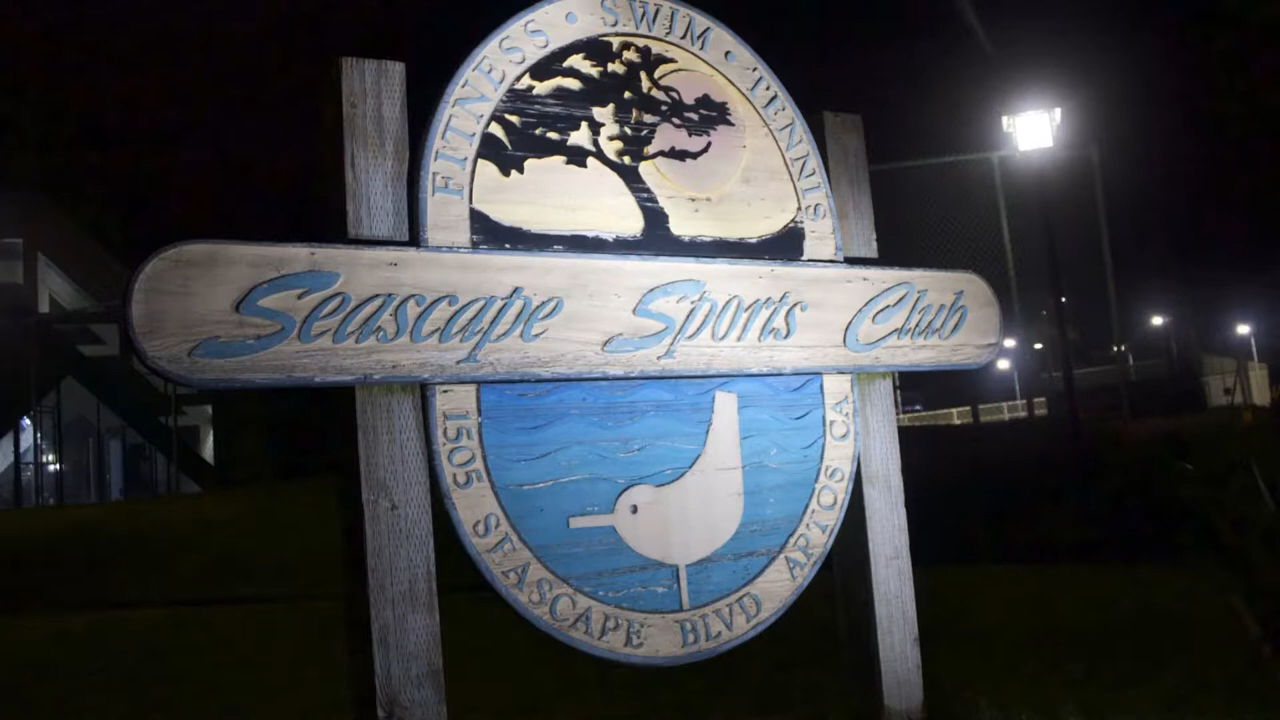 FITNESS • SWIM • TENNIS
Seascape Sports Club
1505 SEASCAPE BLVD APTOS CA